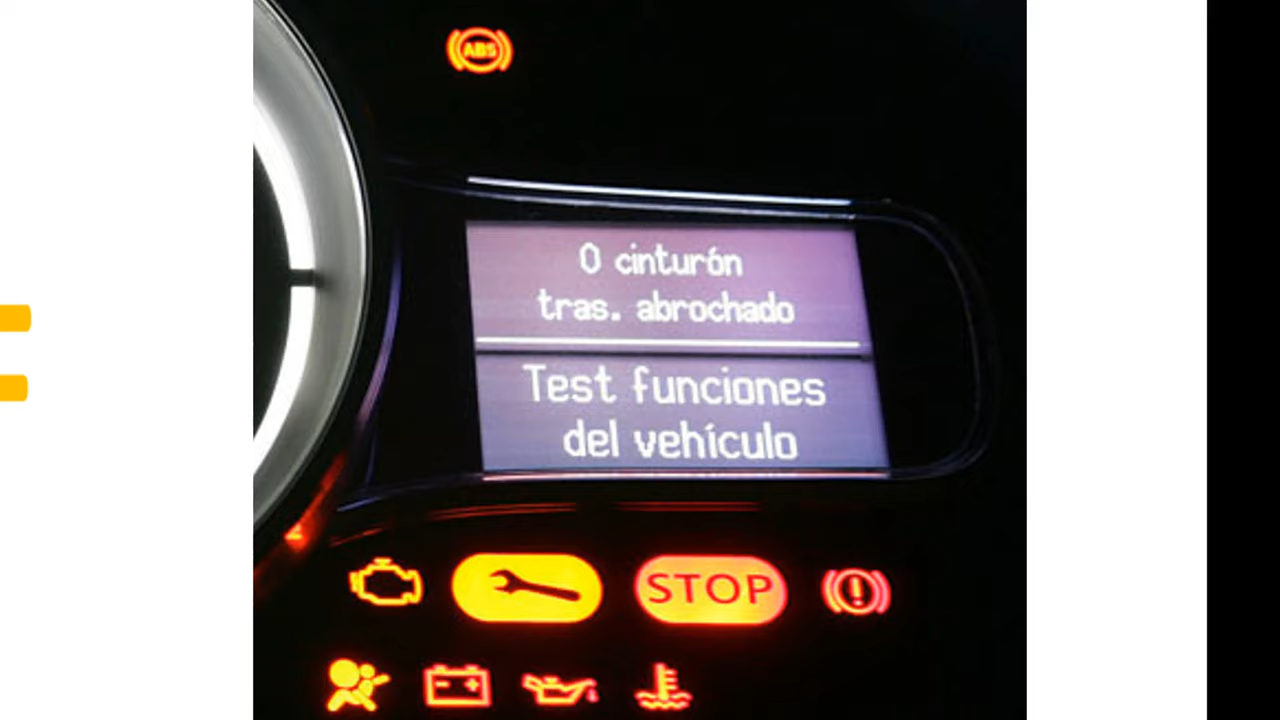 ABS
0 cinturón
tras. abrochado
Test funciones
del vehículo
STOP